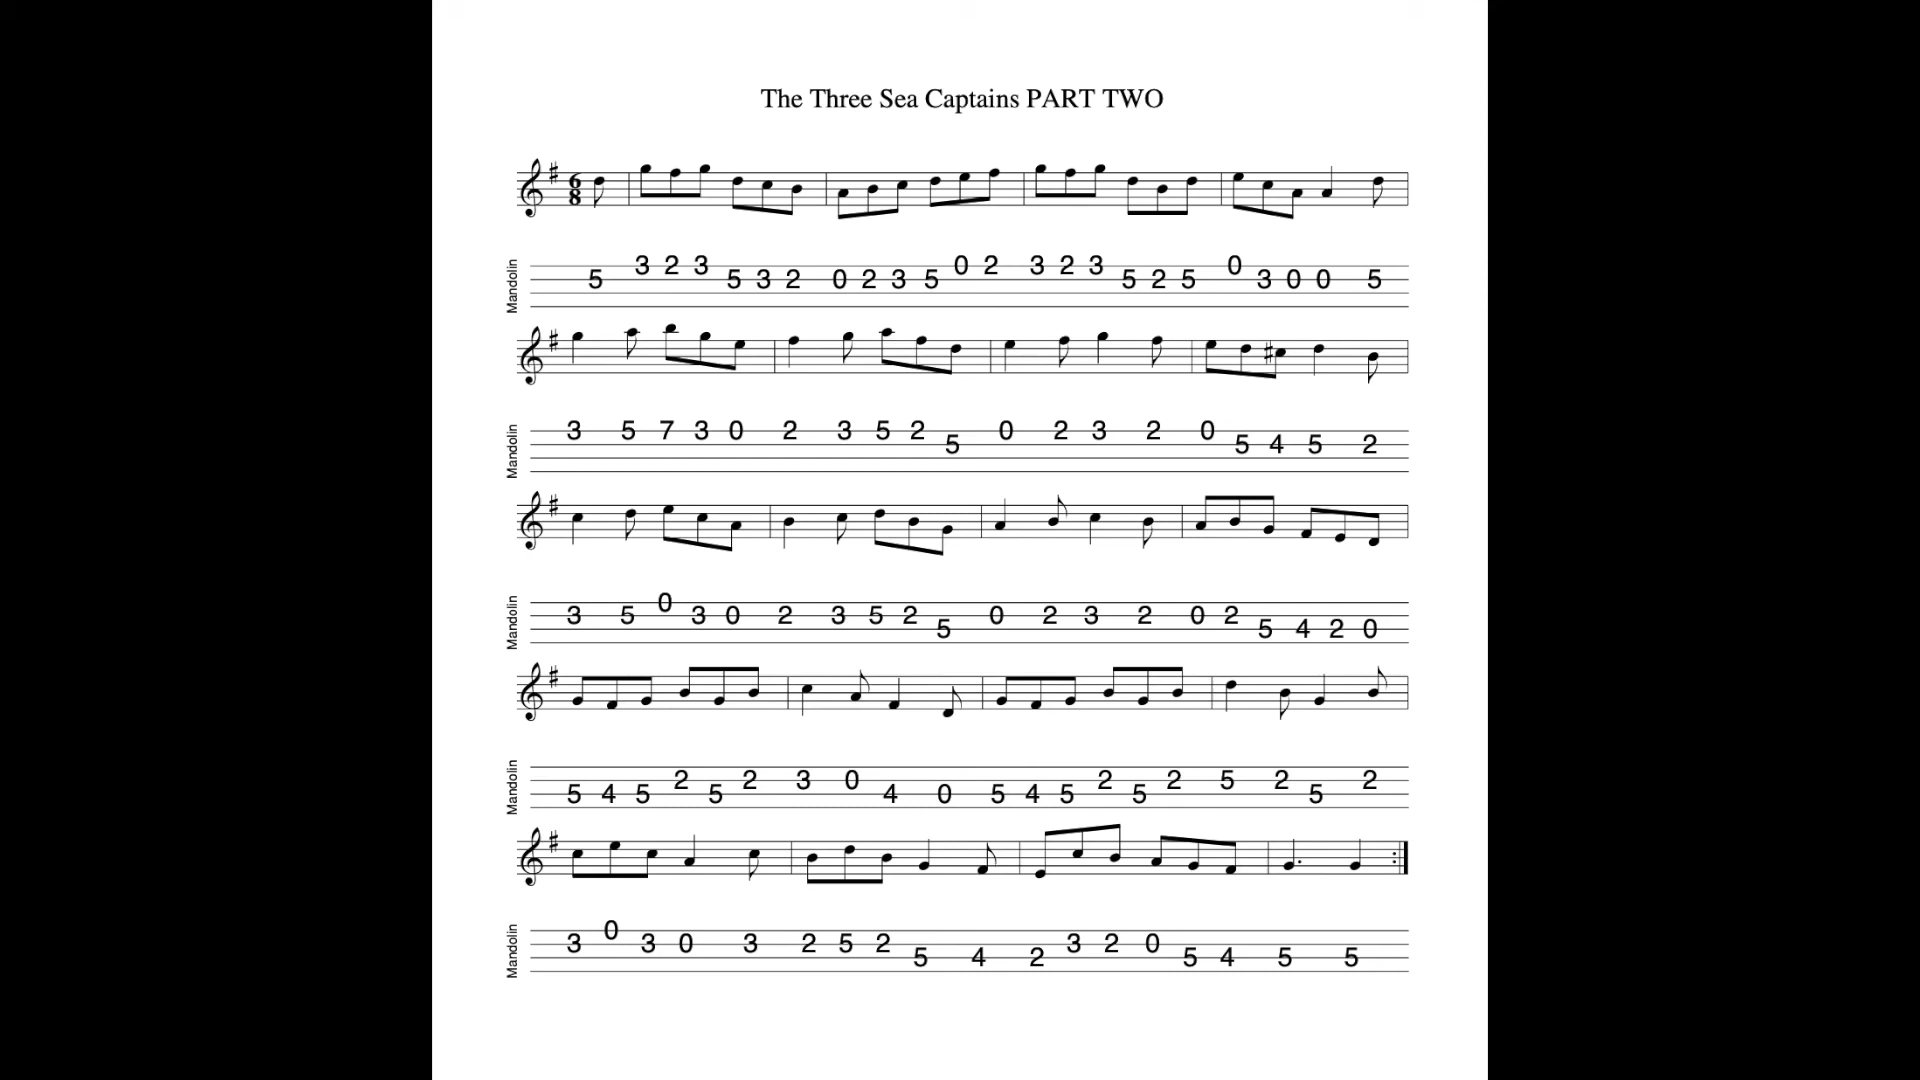 The Three Sea Captains PART TWO
6
8
Mandolin
5 3 2 3 5 3 2 0 2 3 5 0 2 3 2 3 5 2 5 0 3 0 0 5
Mandolin
3 5 7 3 0 2 3 5 2 5 0 2 3 2 0 5 4 5 2
Mandolin
3 5 0 3 0 2 3 5 2 5 0 2 3 2 0 2 5 4 2 0
Mandolin
5 4 5 2 5 2 3 0 4 0 5 4 5 2 5 2 5 2 5 2
Mandolin
3 0 3 0 3 2 5 2 5 4 2 3 2 0 5 4 5 5